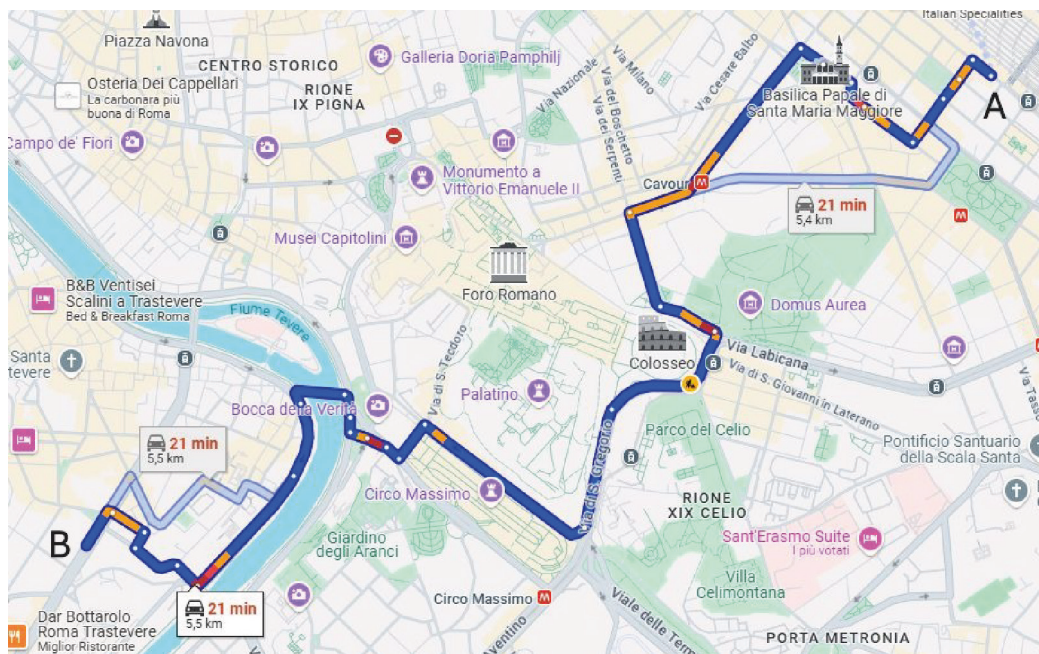 Italian Specialities
Piazza Navona
CENTRO STORICO
Galleria Doria Pamphilj
Via Milano
Via Cesare Balbo
Via Nazionale
Osteria Dei Cappellari
La carbonara più
buona di Roma
RIONE
IX PIGNA
Basilica Papale di
Santa Maria Maggiore
A
Via del Boschetto
Via dei Serpenti
Campo de' Fiori
Monumento a
Vittorio Emanuele II
Cavour
21 min
5,4 km
Musei Capitolini
B&B Ventisei
Scalini a Trastevere
Bed & Breakfast Roma
Foro Romano
Domus Aurea
Fiume Tevere
Santa
Via di S. Teodoro
Colosseo
Via Labicana
Via di S. Giovanni in Laterano
Palatino
Bocca della Verità
Parco del Celio
Via di S. Gregorio
21 min
5,5 km
Pontificio Santuario
della Scala Santa
Circo Massimo
RIONE
XIX CELIO
B
Giardino
degli Aranci
Sant'Erasmo Suite
I più votati
Villa
Celimontana
21 min
5,5 km
Circo Massimo
Dar Bottarolo
Roma Trastevere
Miglior Ristorante
Aventino
Viale delle
PORTA METRONIA